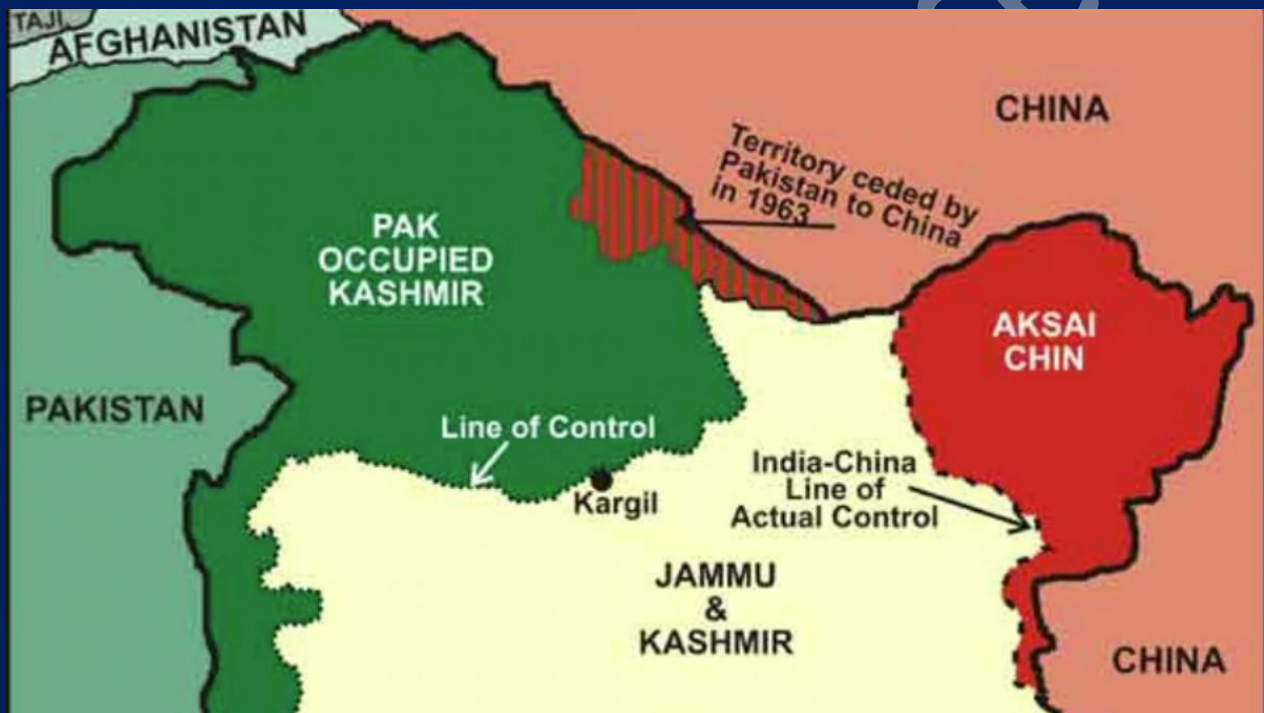 TAJI.
AFGHANISTAN
CHINA
Territory ceded by
Pakistan to China
in 1963
PAK
OCCUPIED
KASHMIR
AKSAI
CHIN
PAKISTAN
Line of Control
India-China
Line of
Actual Control
Kargil
JAMMU
&
KASHMIR
CHINA